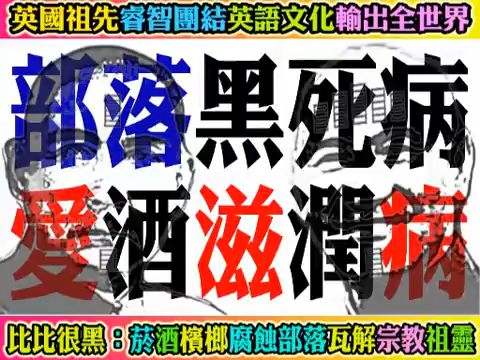 英國祖先睿智團結英語文化輸出全世界
部落黑死病
愛酒滋潤病
比比很黑：菸酒檳榔腐蝕部落瓦解宗教祖靈